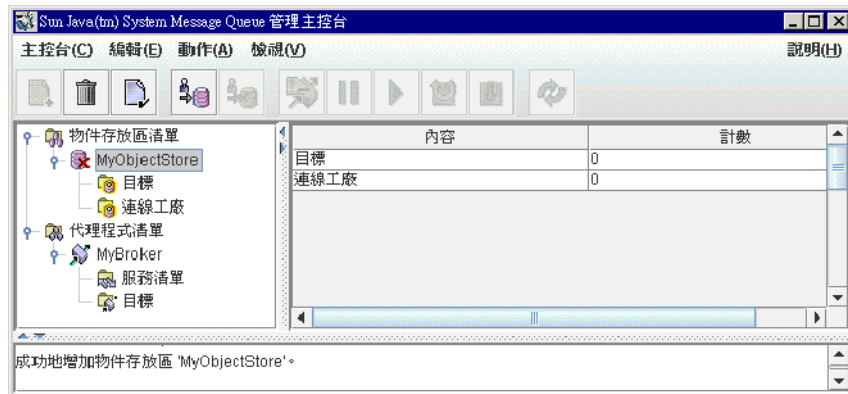 Sun Java(tm) System Message Queue 管理主控台
主控台(C) 編輯(E) 動作(A) 檢視(V) 說明(H)
物件存放區清單
MyObjectStore
目標
連線工廠
代理程式清單
MyBroker
服務清單
目標
內容 計數
目標 0
連線工廠 0
成功地增加物件存放區 'MyObjectStore'。